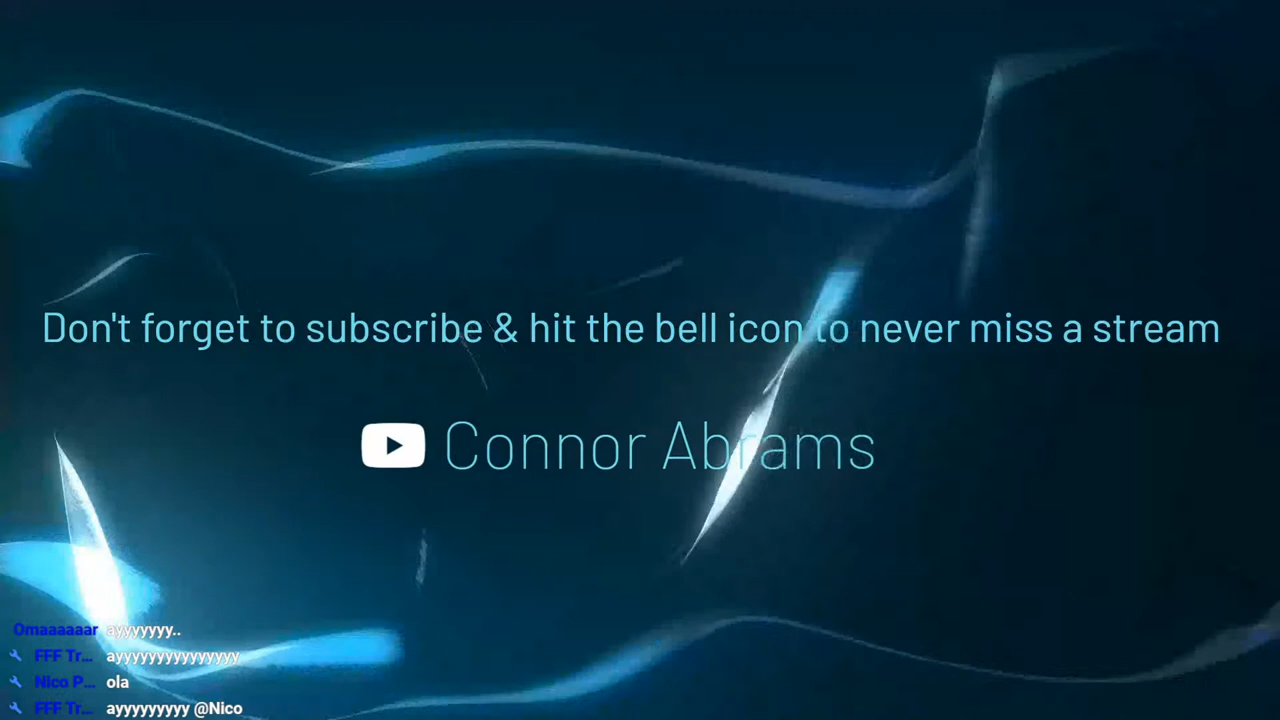 Don't forget to subscribe & hit the bell icon to never miss a stream
Connor Abrams
Omaaaaaar ayyyyyyy..
FFF Tr... ayyyyyyyyyyyyyyy
Nico P... ola
FFF Tr... ayyyyyyyyy @Nico